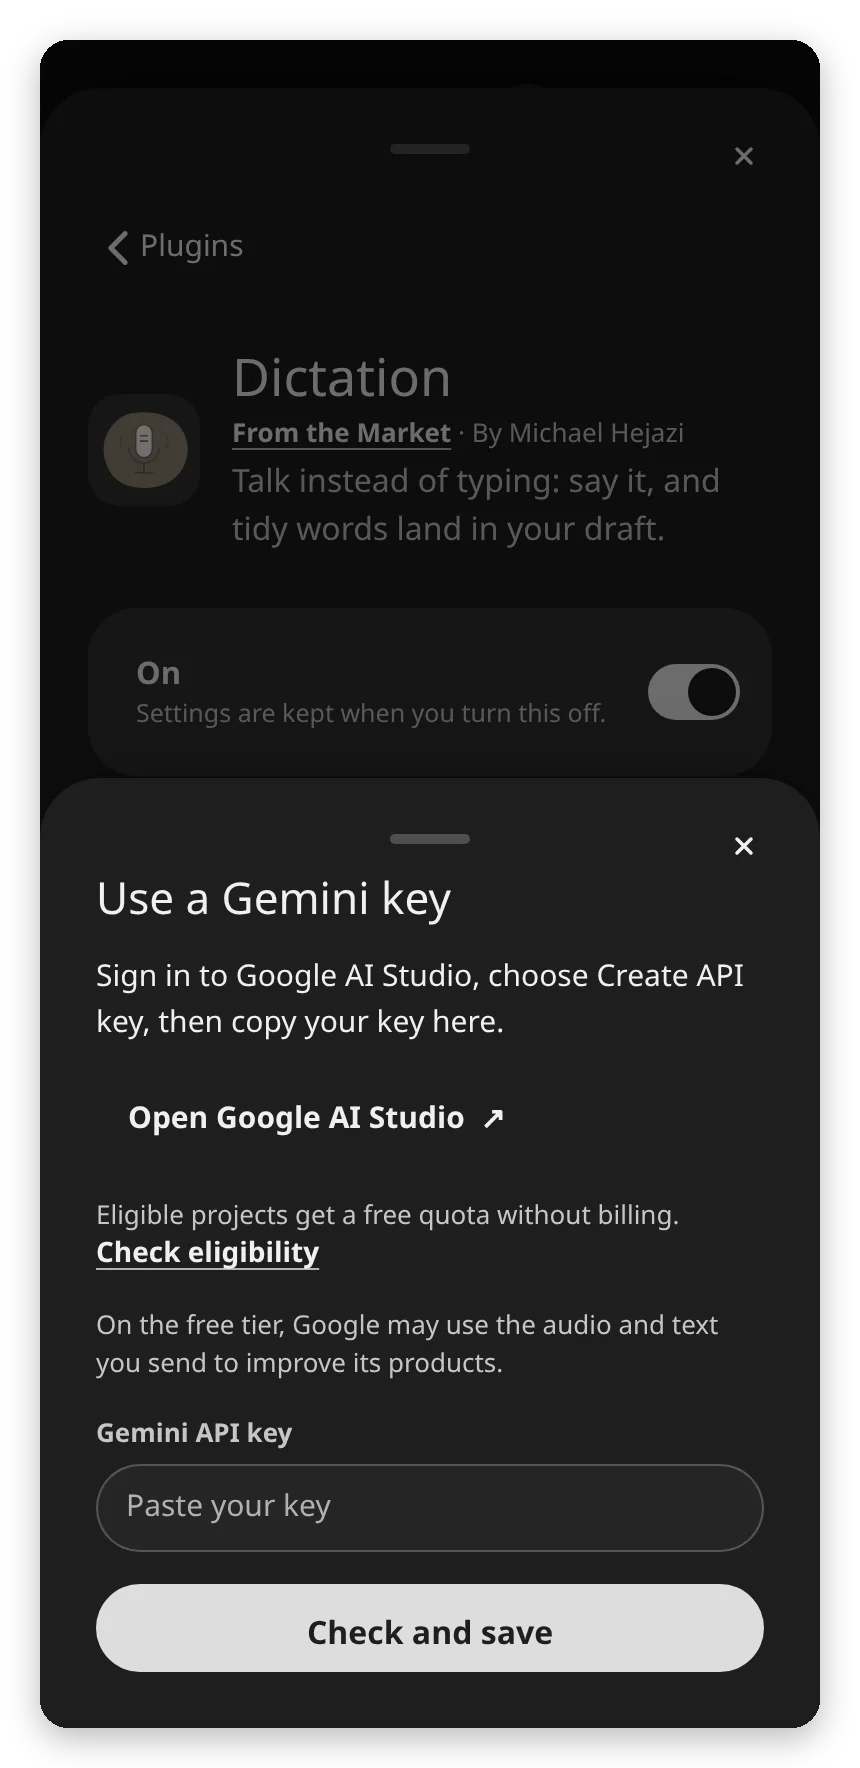 Plugins
Dictation
From the Market · By Michael Hejazi
Talk instead of typing: say it, and
tidy words land in your draft.
On
Settings are kept when you turn this off.
Use a Gemini key
Sign in to Google AI Studio, choose Create API
key, then copy your key here.
Open Google AI Studio ↗
Eligible projects get a free quota without billing.
Check eligibility
On the free tier, Google may use the audio and text
you send to improve its products.
Gemini API key
Paste your key
Check and save